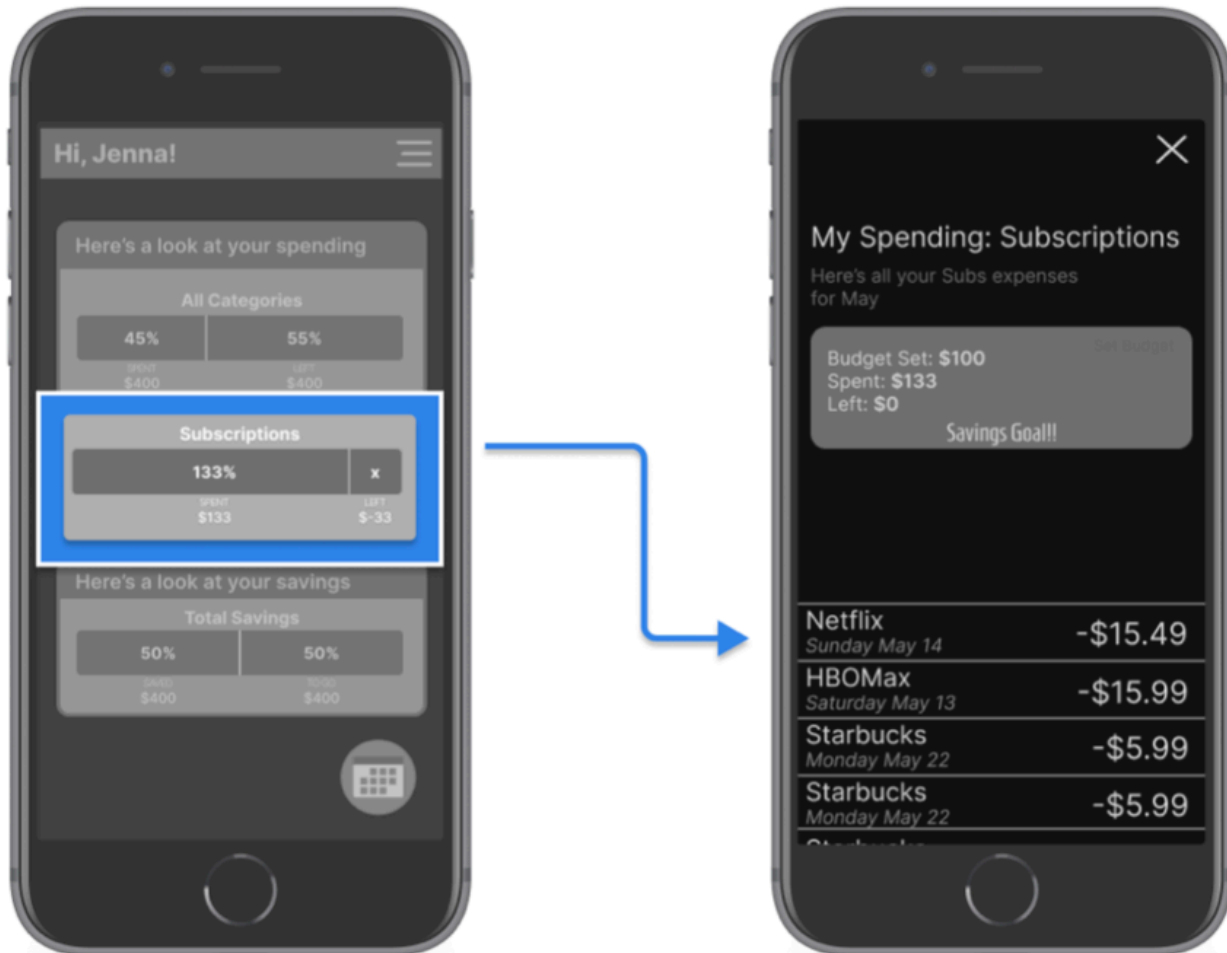 Hi, Jenna!
Here's a look at your spending
All Categories
45% 55%
SPENT LEFT
$400 $400
Subscriptions
133% x
SPENT LEFT
$133 $-33
Here's a look at your savings
Total Savings
50% 50%
SAVED TO GO
$400 $400
My Spending: Subscriptions
Here's all your Subs expenses
for May
Set Budget
Budget Set: $100
Spent: $133
Left: $0
Savings Goal!!!
Netflix -$15.49
Sunday May 14
HBOMax -$15.99
Saturday May 13
Starbucks -$5.99
Monday May 22
Starbucks -$5.99
Monday May 22